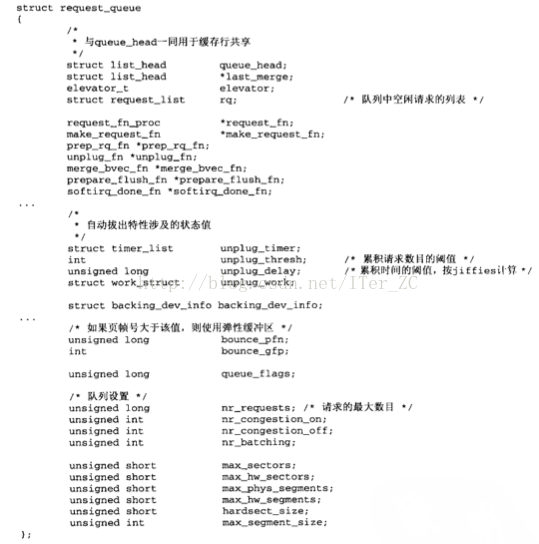 struct request_queue
{
/*
* 与queue_head一同用于缓存行共享
*/
struct list_head queue_head;
struct list_head *last_merge;
elevator_t elevator;
struct request_list rq; /* 队列中空闲请求的列表 */
request_fn_proc *request_fn;
make_request_fn *make_request_fn;
prep_rq_fn *prep_rq_fn;
unplug_fn *unplug_fn;
merge_bvec_fn *merge_bvec_fn;
prepare_flush_fn *prepare_flush_fn;
softirq_done_fn *softirq_done_fn;
...
/*
* 自动拔出特性涉及的状态值
*/
struct timer_list unplug_timer;
int unplug_thresh; /* 累积请求数目的阈值 */
unsigned long unplug_delay; /* 累积时间的阈值，按jiffies计算 */
struct work_struct unplug_work;
http://blog.csdn.net/ITer_ZC
struct backing_dev_info backing_dev_info;
...
/* 如果页帧号大于该值，则使用弹性缓冲区 */
unsigned long bounce_pfn;
int bounce_gfp;
unsigned long queue_flags;
/* 队列设置 */
unsigned long nr_requests; /* 请求的最大数目 */
unsigned int nr_congestion_on;
unsigned int nr_congestion_off;
unsigned int nr_batching;
unsigned short max_sectors;
unsigned short max_hw_sectors;
unsigned short max_phys_segments;
unsigned short max_hw_segments;
unsigned short hardsect_size;
unsigned int max_segment_size;
};